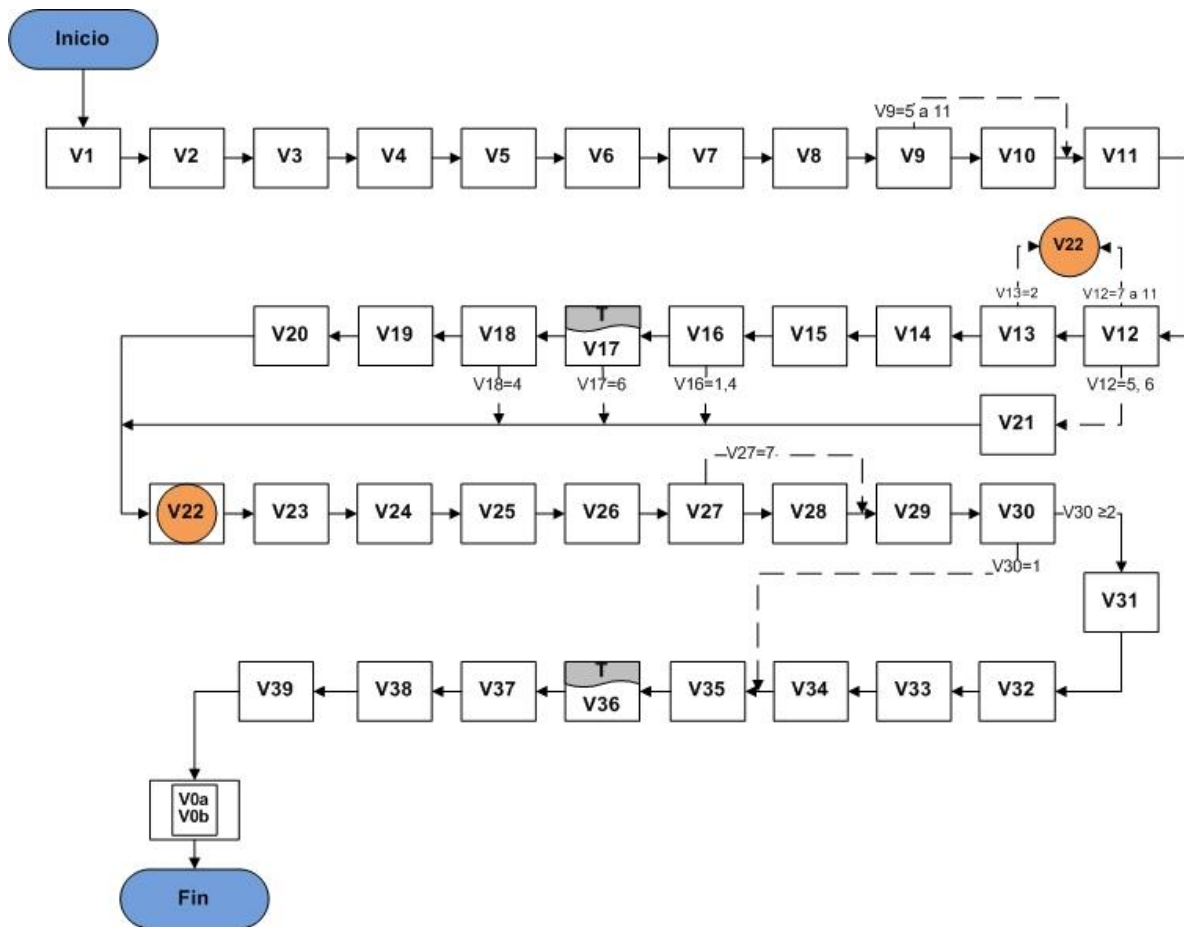 Inicio
V9=5 a 11
V1
V2
V3
V4
V5
V6
V7
V8
V9
V10
V11
V22
V13=2
V12=7 a 11
V20
V19
V18
T
V17
V16
V15
V14
V13
V12
V18=4
V17=6
V16=1,4
V12=5, 6
V21
V27=7
V22
V23
V24
V25
V26
V27
V28
V29
V30
V30 ≥2
V30=1
V31
V39
V38
V37
T
V36
V35
V34
V33
V32
V0a
V0b
Fin